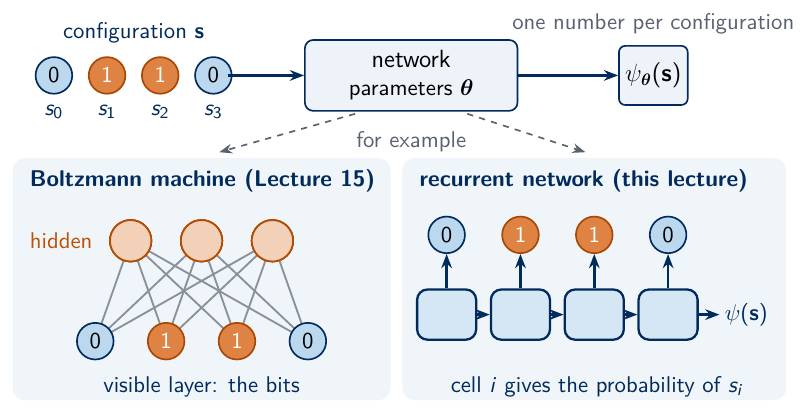 one number per configuration
configuration s
0 1 1 0
s₀ s₁ s₂ s₃
network
parameters θ
ψ_θ(s)
for example
Boltzmann machine (Lecture 15)
hidden
0 1 1 0
visible layer: the bits
recurrent network (this lecture)
0 1 1 0
ψ(s)
cell i gives the probability of sᵢ